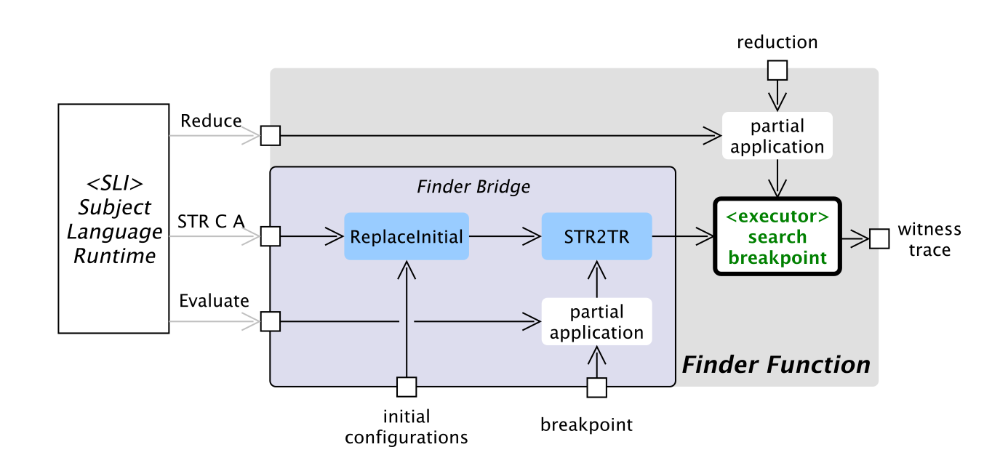 reduction
Reduce
partial
application
<SLI>
Subject
Language
Runtime
Finder Bridge
STR C A
ReplaceInitial
STR2TR
<executor>
search
breakpoint
witness
trace
Evaluate
partial
application
Finder Function
initial
configurations
breakpoint